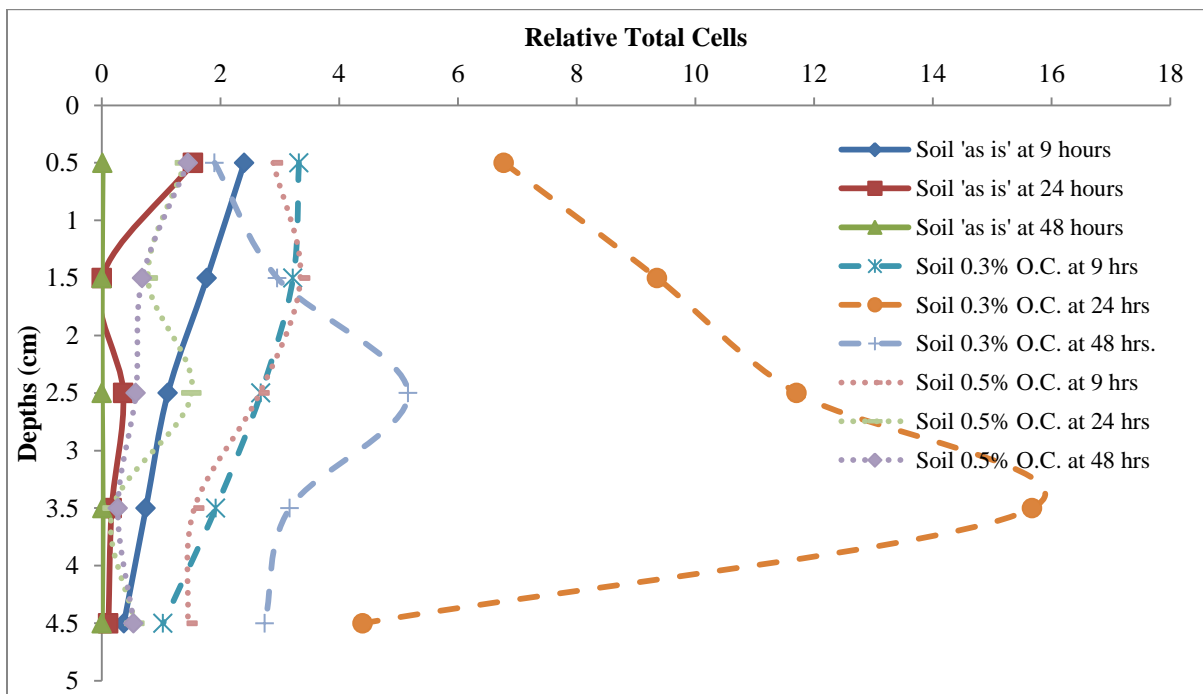 Relative Total Cells
0 2 4 6 8 10 12 14 16 18
0
0.5
1
1.5
2
2.5
3
3.5
4
4.5
5
Depths (cm)
Soil 'as is' at 9 hours
Soil 'as is' at 24 hours
Soil 'as is' at 48 hours
Soil 0.3% O.C. at 9 hrs
Soil 0.3% O.C. at 24 hrs
Soil 0.3% O.C. at 48 hrs.
Soil 0.5% O.C. at 9 hrs
Soil 0.5% O.C. at 24 hrs
Soil 0.5% O.C. at 48 hrs